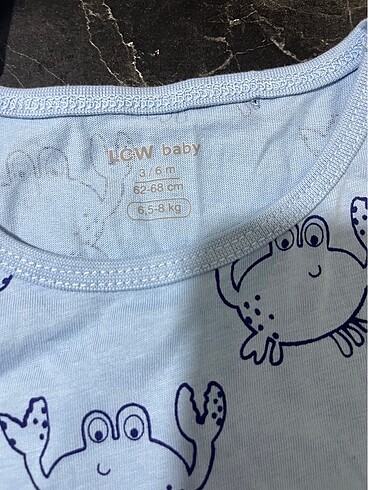 LCW baby
3 / 6 m
62-68 cm
6,5-8 kg